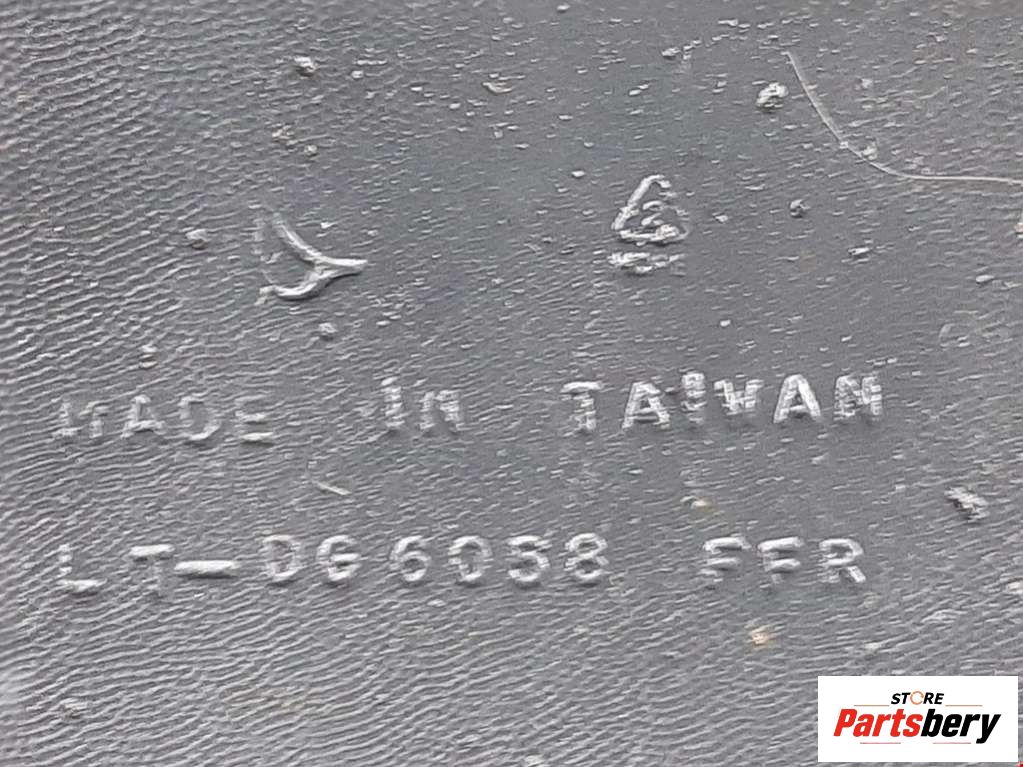 MADE IN TAIWAN
LT-DG6058 FFR
STORE
Partsbery